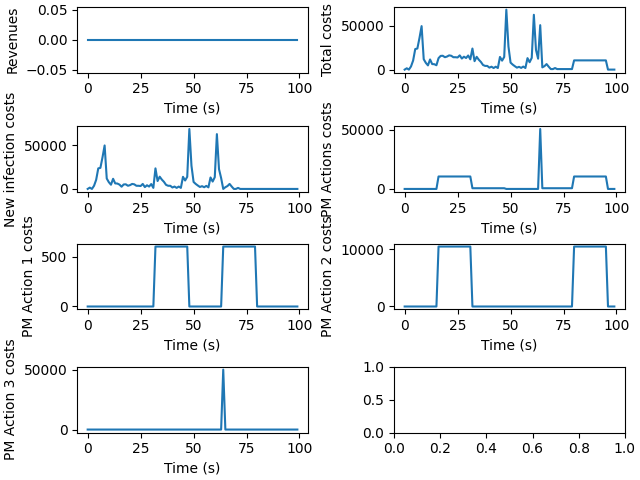 Revenues
0.05
0.00
−0.05
0 25 50 75 100
Time (s)
Total costs
50000
0
0 25 50 75 100
Time (s)
New infection costs
50000
0
0 25 50 75 100
Time (s)
PM Actions costs
50000
0
0 25 50 75 100
Time (s)
PM Action 1 costs
500
0
0 25 50 75 100
Time (s)
PM Action 2 costs
10000
0
0 25 50 75 100
Time (s)
PM Action 3 costs
50000
0
0 25 50 75 100
Time (s)
1.0
0.5
0.0
0.0 0.2 0.4 0.6 0.8 1.0